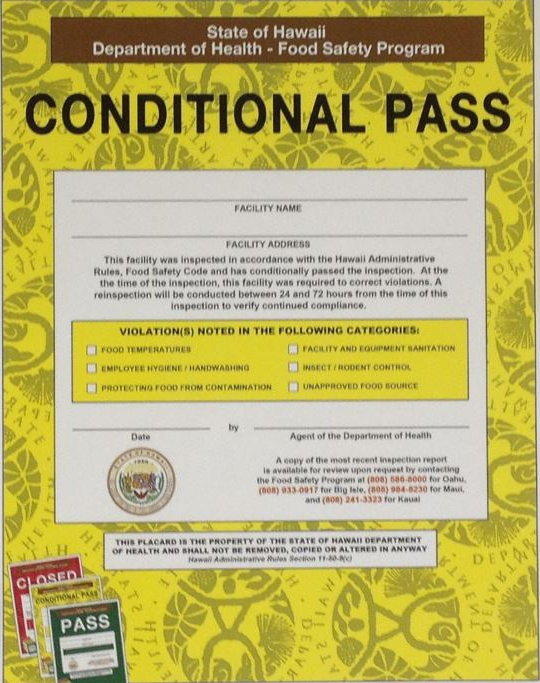 State of Hawaii
Department of Health - Food Safety Program
CONDITIONAL PASS
FACILITY NAME
FACILITY ADDRESS
This facility was inspected in accordance with the Hawaii Administrative
Rules, Food Safety Code and has conditionally passed the inspection. At the
the time of the inspection, this facility was required to correct violations. A
reinspection will be conducted between 24 and 72 hours from the time of this
inspection to verify continued compliance.
VIOLATION(S) NOTED IN THE FOLLOWING CATEGORIES:
FOOD TEMPERATURES
FACILITY AND EQUIPMENT SANITATION
EMPLOYEE HYGIENE / HANDWASHING
INSECT / RODENT CONTROL
PROTECTING FOOD FROM CONTAMINATION
UNAPPROVED FOOD SOURCE
by
Date
Agent of the Department of Health
A copy of the most recent inspection report
is available for review upon request by contacting
the Food Safety Program at (808) 586-8000 for Oahu,
(808) 933-0917 for Big Isle, (808) 984-8230 for Maui,
and (808) 241-3323 for Kauai
THIS PLACARD IS THE PROPERTY OF THE STATE OF HAWAII DEPARTMENT
OF HEALTH AND SHALL NOT BE REMOVED, COPIED OR ALTERED IN ANYWAY
Hawaii Administrative Rules Section 11-50-9(c)
CLOSED
CONDITIONAL PASS
PASS